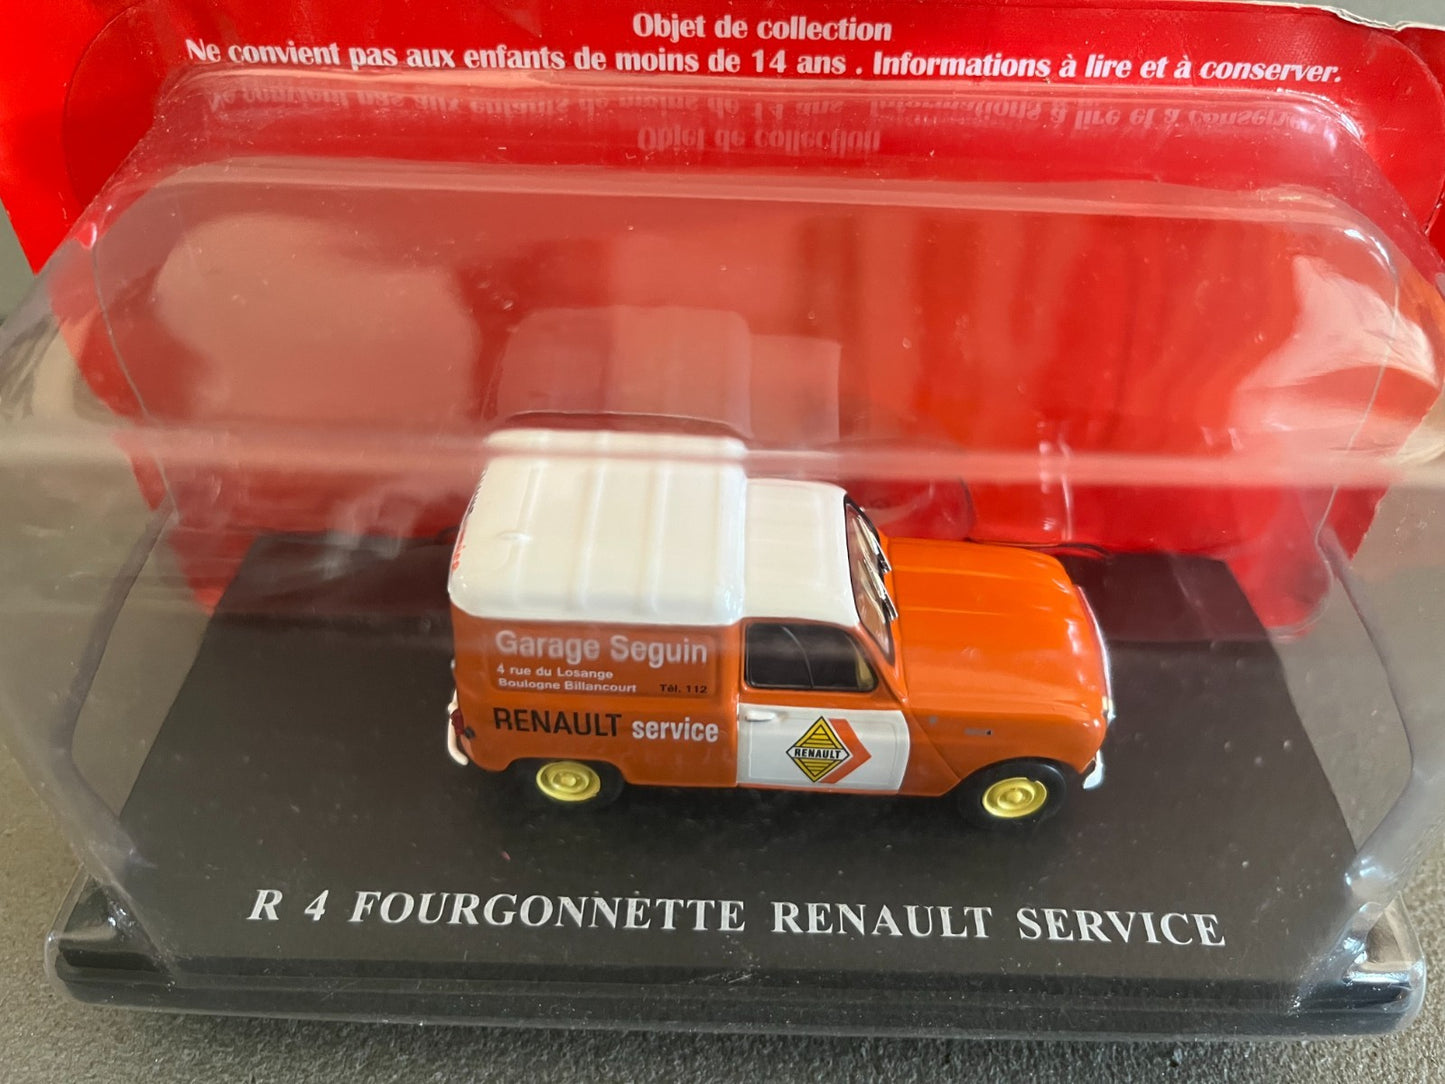 Objet de collection
Ne convient pas aux enfants de moins de 14 ans . Informations à lire et à conserver.
Garage Seguin
4 rue du Losange
Boulogne Billancourt Tél. 112
RENAULT service
RENAULT
R 4 FOURGONNETTE RENAULT SERVICE